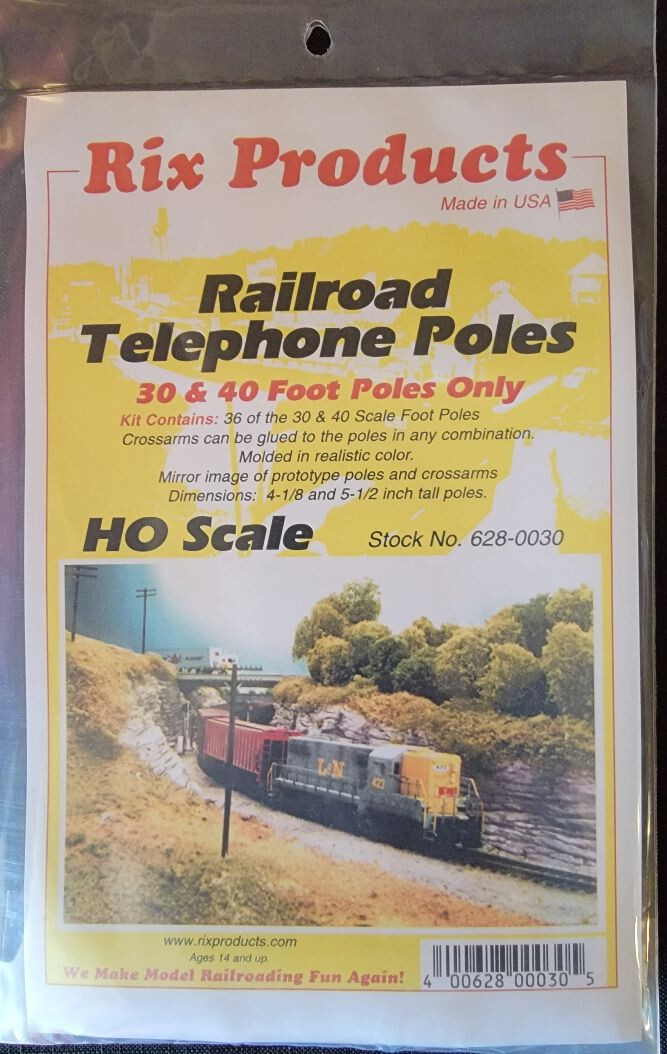 Rix Products
Made in USA
Railroad
Telephone Poles
30 & 40 Foot Poles Only
Kit Contains: 36 of the 30 & 40 Scale Foot Poles
Crossarms can be glued to the poles in any combination.
Molded in realistic color.
Mirror image of prototype poles and crossarms
Dimensions: 4-1/8 and 5-1/2 inch tall poles.
HO Scale
Stock No. 628-0030
L&N
www.rixproducts.com
Ages 14 and up.
We Make Model Railroading Fun Again!
4 00628 00030 5